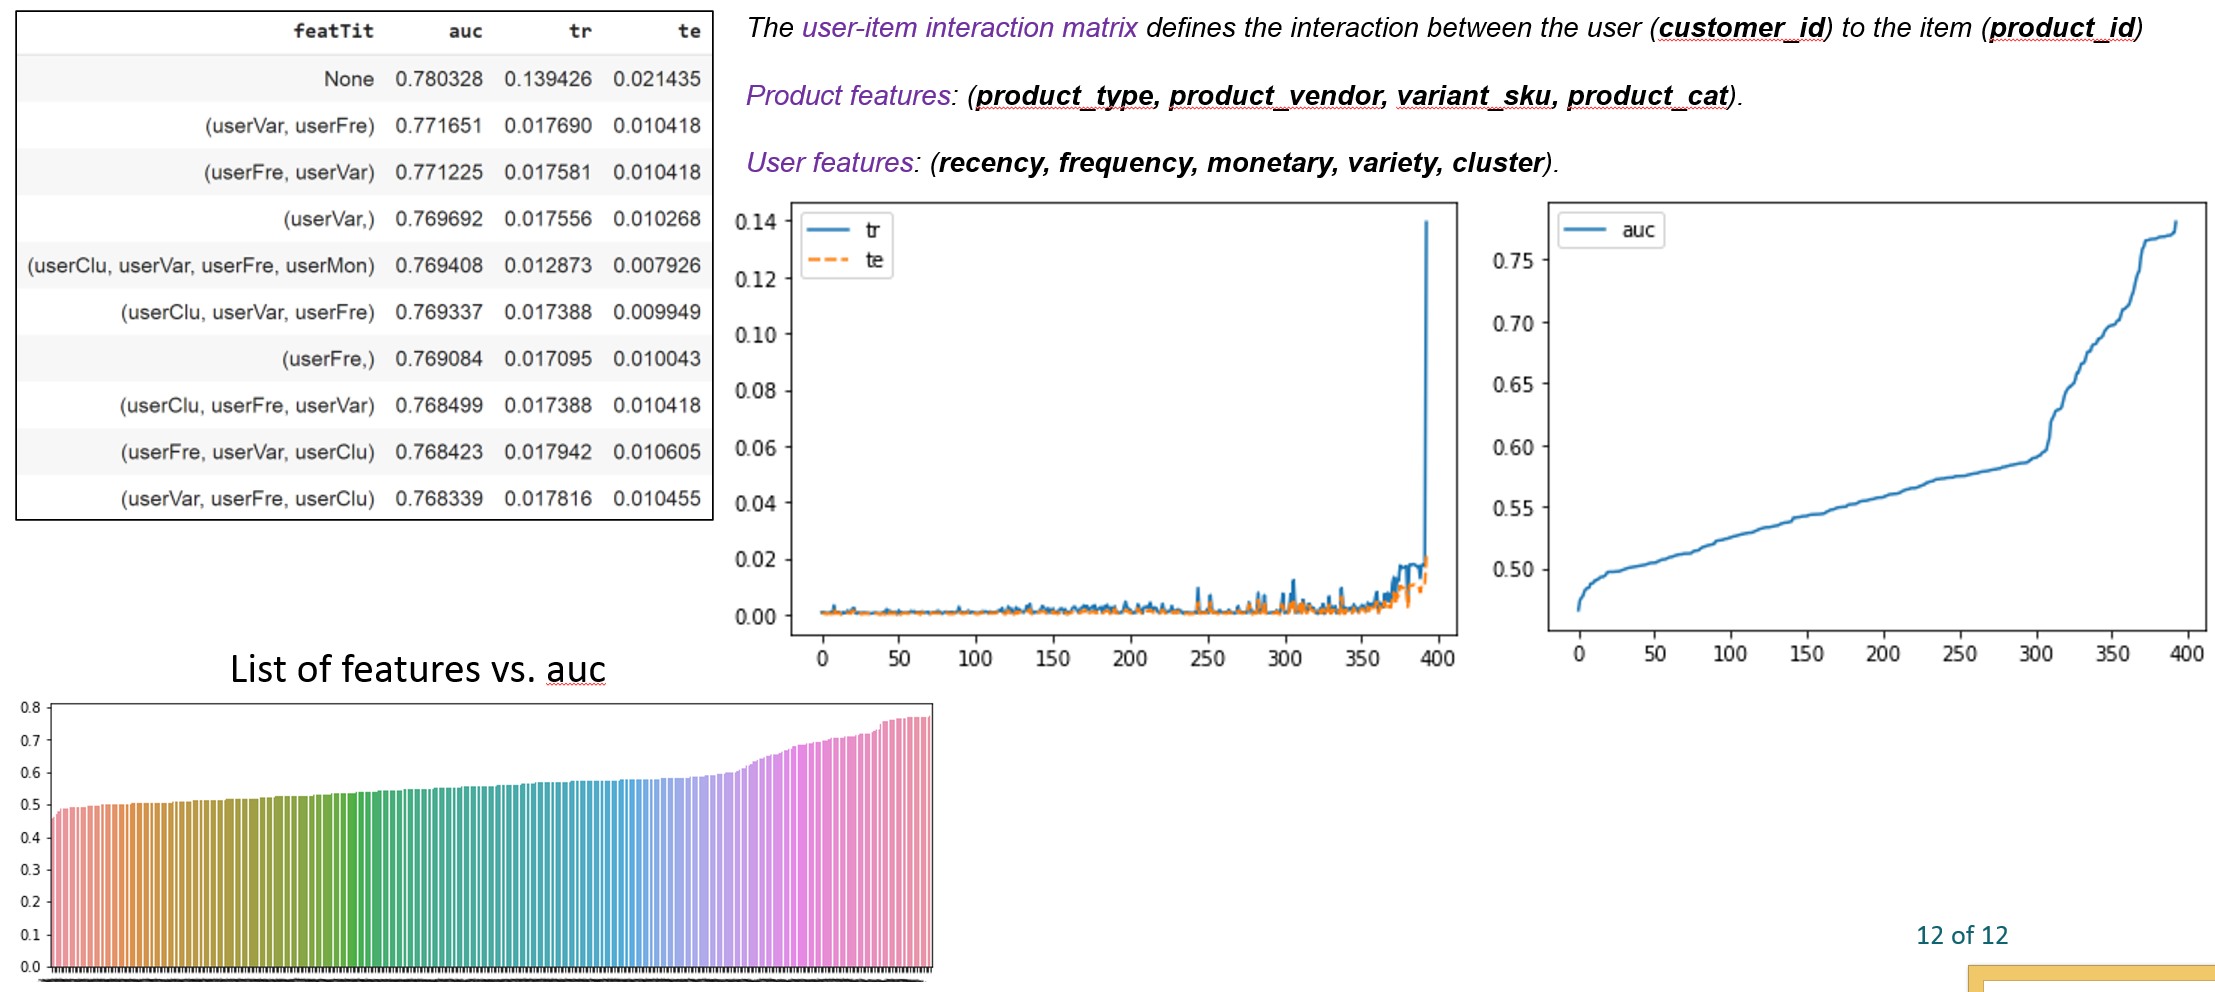 featTit auc tr te
None 0.780328 0.139426 0.021435
(userVar, userFre) 0.771651 0.017690 0.010418
(userFre, userVar) 0.771225 0.017581 0.010418
(userVar,) 0.769692 0.017556 0.010268
(userClu, userVar, userFre, userMon) 0.769408 0.012873 0.007926
(userClu, userVar, userFre) 0.769337 0.017388 0.009949
(userFre,) 0.769084 0.017095 0.010043
(userClu, userFre, userVar) 0.768499 0.017388 0.010418
(userFre, userVar, userClu) 0.768423 0.017942 0.010605
(userVar, userFre, userClu) 0.768339 0.017816 0.010455
The user-item interaction matrix defines the interaction between the user (customer_id) to the item (product_id)
Product features: (product_type, product_vendor, variant_sku, product_cat).
User features: (recency, frequency, monetary, variety, cluster).
tr
te
0.14
0.12
0.10
0.08
0.06
0.04
0.02
0.00
0 50 100 150 200 250 300 350 400
auc
0.75
0.70
0.65
0.60
0.55
0.50
0 50 100 150 200 250 300 350 400
List of features vs. auc
0.8
0.7
0.6
0.5
0.4
0.3
0.2
0.1
0.0
12 of 12